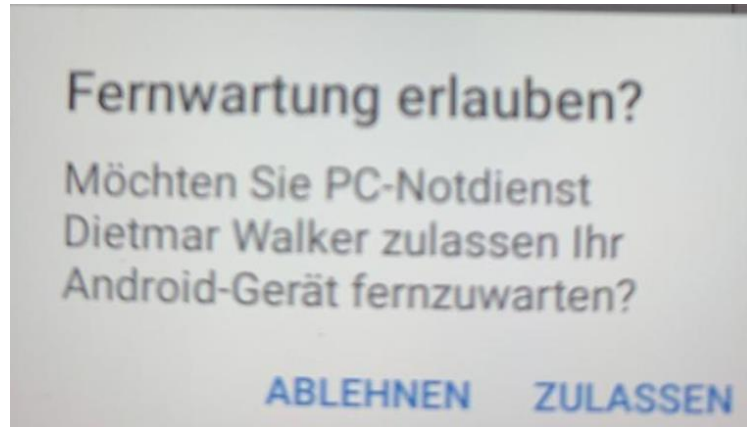 Fernwartung erlauben?
Möchten Sie PC-Notdienst
Dietmar Walker zulassen Ihr
Android-Gerät fernzuwarten?
ABLEHNEN ZULASSEN